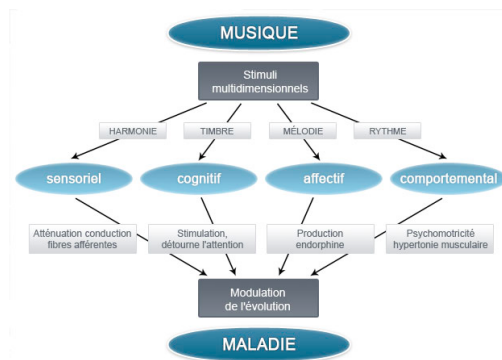 MUSIQUE
Stimuli
multidimensionnels
HARMONIE
TIMBRE
MÉLODIE
RYTHME
sensoriel
cognitif
affectif
comportemental
Atténuation conduction
fibres afférentes
Stimulation,
détourne l'attention
Production
endorphine
Psychomotricité
hypertonie musculaire
Modulation
de l'évolution
MALADIE